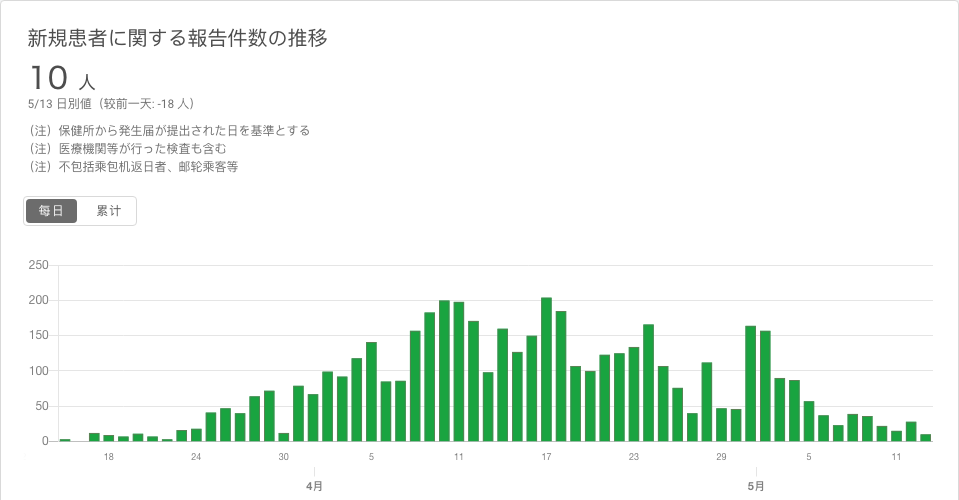 新規患者に関する報告件数の推移
10 人
5/13 日別値（较前一天: -18 人）
（注）保健所から発生届が提出された日を基準とする
（注）医療機関等が行った検査も含む
（注）不包括乘包机返日者、邮轮乘客等
每日 累计
250
200
150
100
50
0
18 24 30 5 11 17 23 29 5 11
4月 5月